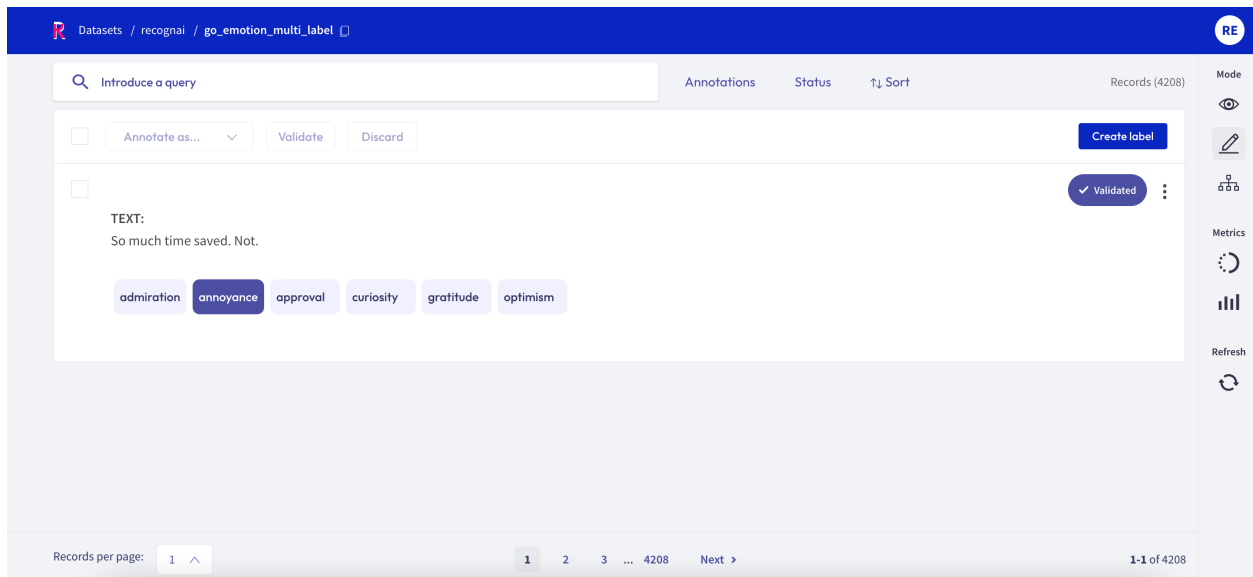 Datasets / recognai / go_emotion_multi_label
RE
Introduce a query
Annotations Status Sort Records (4208)
Mode
Annotate as... Validate Discard Create label
Validated
TEXT:
So much time saved. Not.
Metrics
admiration annoyance approval curiosity gratitude optimism
Refresh
Records per page: 1 1 2 3 ... 4208 Next > 1-1 of 4208